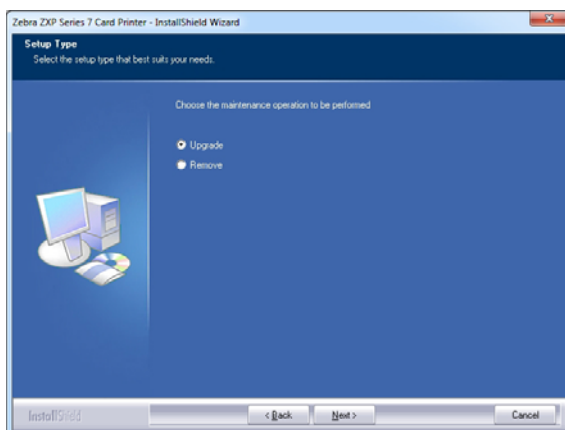 Zebra ZXP Series 7 Card Printer - InstallShield Wizard
Setup Type
Select the setup type that best suits your needs.
Choose the maintenance operation to be performed
Upgrade
Remove
InstallShield
< Back
Next >
Cancel